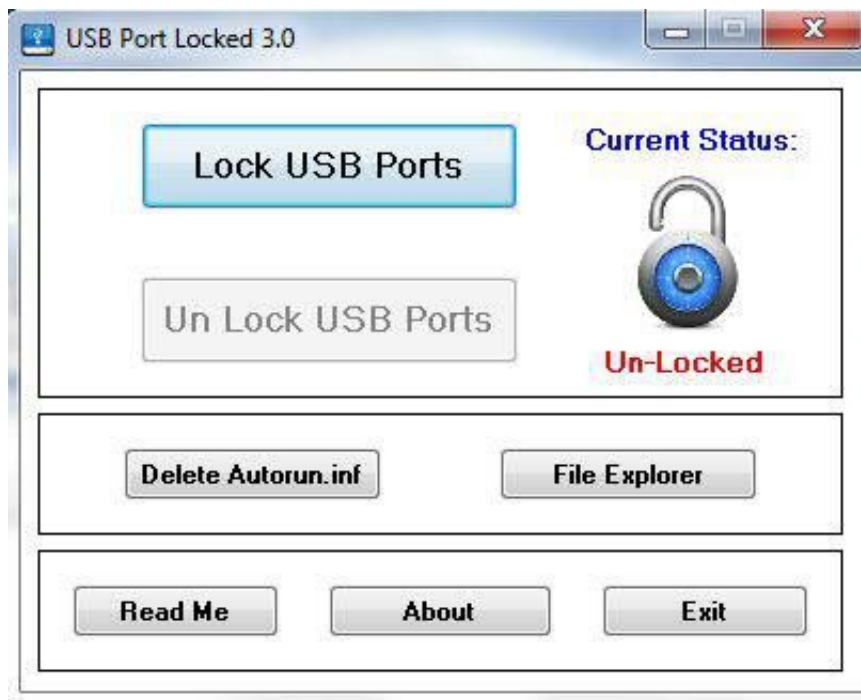 USB Port Locked 3.0
Lock USB Ports
Current Status:
Un Lock USB Ports
Un-Locked
Delete Autorun.inf
File Explorer
Read Me
About
Exit